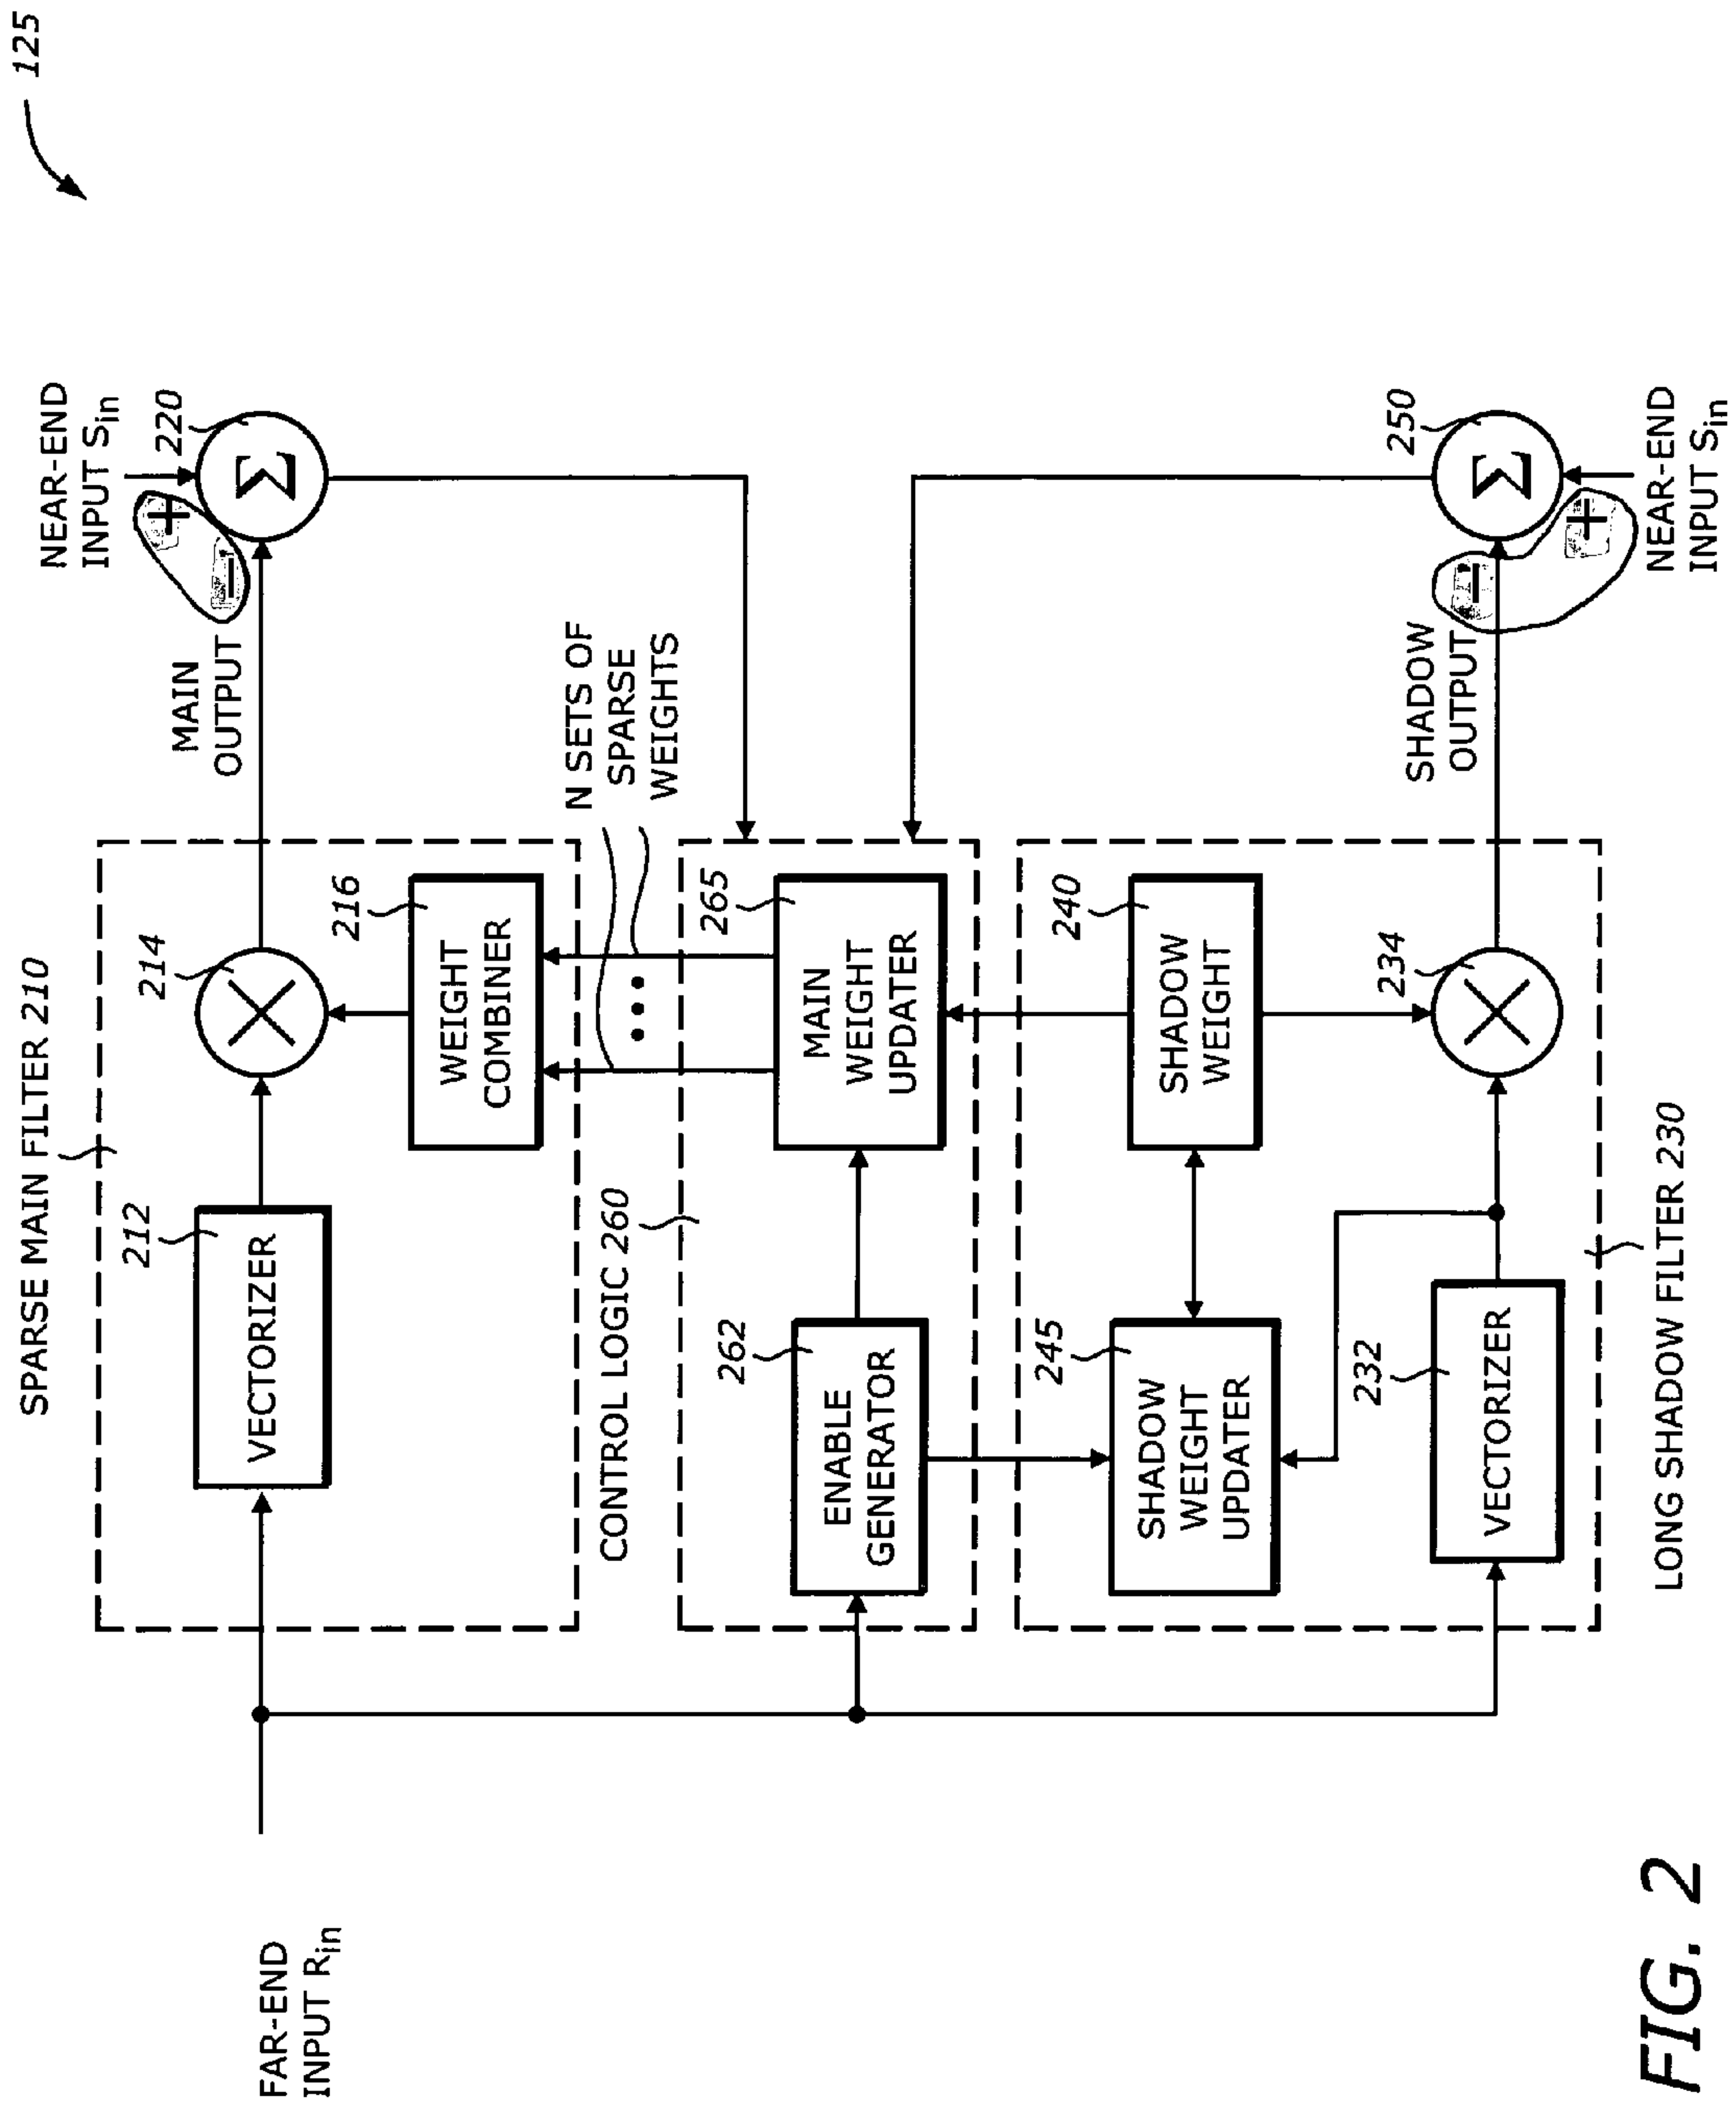 125
FAR-END
INPUT Rin
SPARSE MAIN FILTER 210
212
VECTORIZER
214
216
WEIGHT
COMBINER
MAIN
OUTPUT
NEAR-END
INPUT Sin
220
+
−
Σ
N SETS OF
SPARSE
WEIGHTS
CONTROL LOGIC 260
262
ENABLE
GENERATOR
265
MAIN
WEIGHT
UPDATER
245
SHADOW
WEIGHT
UPDATER
240
SHADOW
WEIGHT
232
VECTORIZER
234
SHADOW
OUTPUT
250
−
+
Σ
NEAR-END
INPUT Sin
LONG SHADOW FILTER 230
FIG. 2